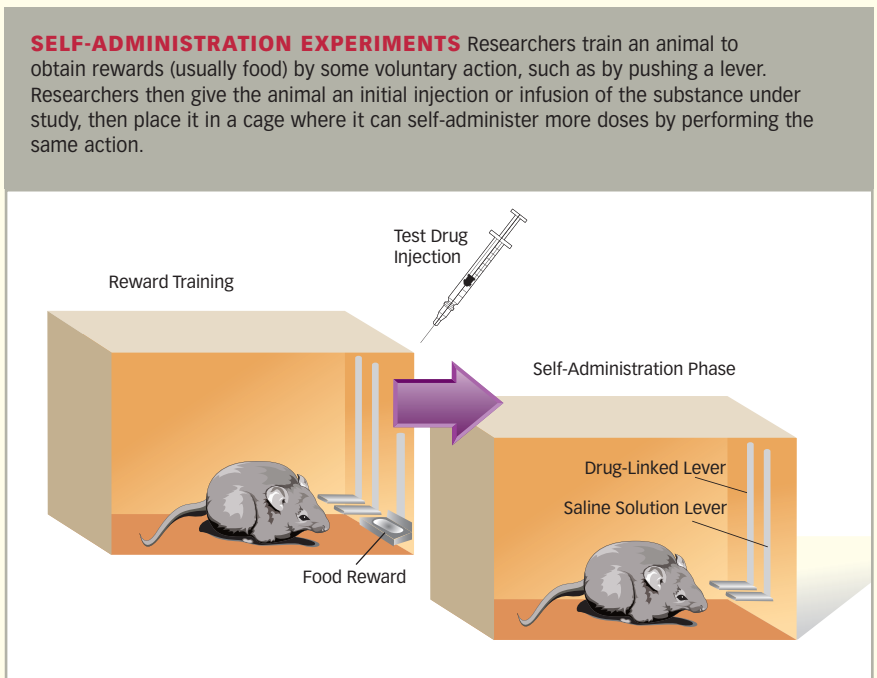 SELF-ADMINISTRATION EXPERIMENTS Researchers train an animal to
obtain rewards (usually food) by some voluntary action, such as by pushing a lever.
Researchers then give the animal an initial injection or infusion of the substance under
study, then place it in a cage where it can self-administer more doses by performing the
same action.
Test Drug
Injection
Reward Training
Self-Administration Phase
Drug-Linked Lever
Saline Solution Lever
Food Reward